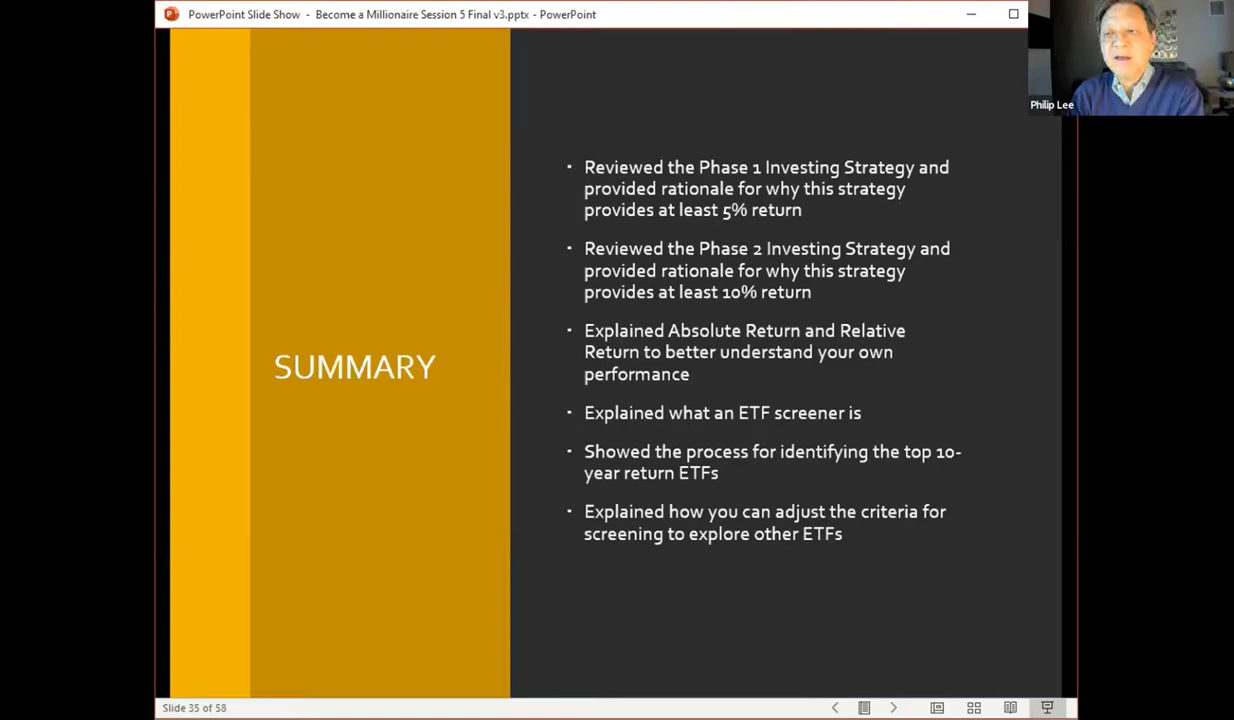 PowerPoint Slide Show - Become a Millionaire Session 5 Final v3.pptx - PowerPoint
Philip Lee
SUMMARY
· Reviewed the Phase 1 Investing Strategy and
provided rationale for why this strategy
provides at least 5% return
· Reviewed the Phase 2 Investing Strategy and
provided rationale for why this strategy
provides at least 10% return
· Explained Absolute Return and Relative
Return to better understand your own
performance
· Explained what an ETF screener is
· Showed the process for identifying the top 10-
year return ETFs
· Explained how you can adjust the criteria for
screening to explore other ETFs
Slide 35 of 58